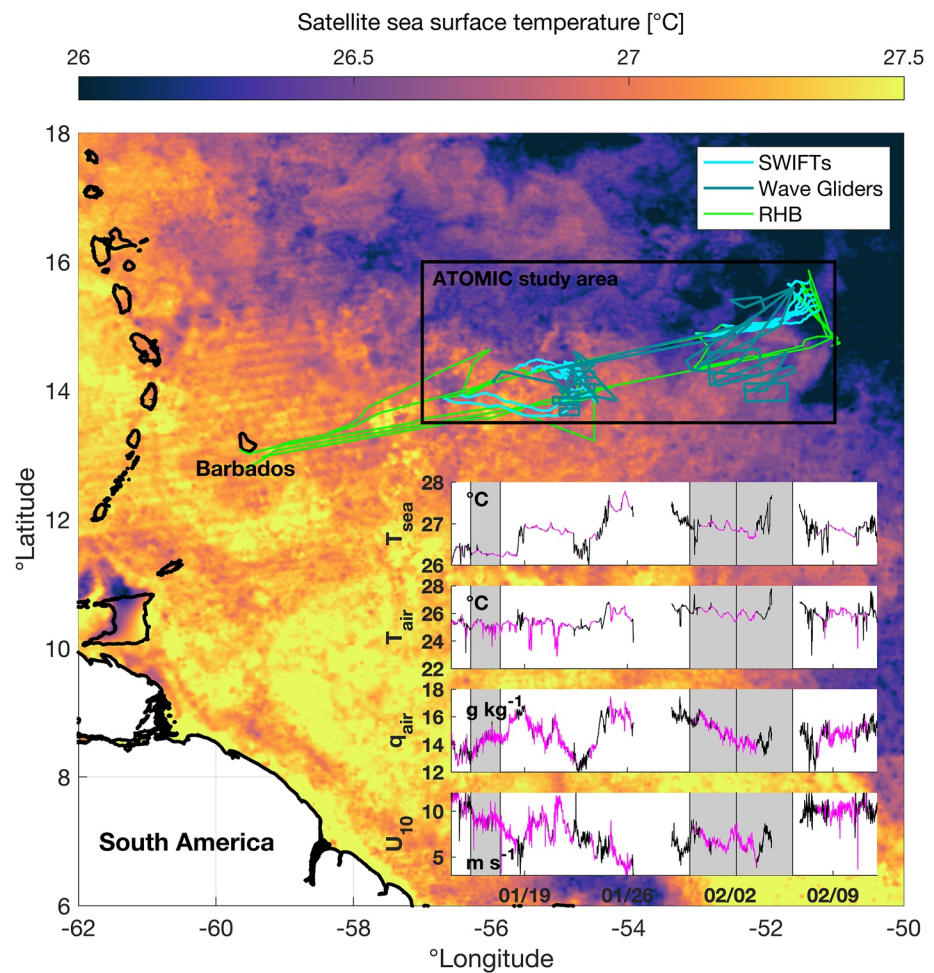 Satellite sea surface temperature [°C]
26 26.5 27 27.5
18
SWIFTs
Wave Gliders
RHB
16
ATOMIC study area
14
Barbados
°Latitude
12
10
8
South America
6
28
°C
T_sea
27
26
28
°C
T_air
26
24
22
18
g kg⁻¹
q_air
16
14
12
10
U₁₀
5
m s⁻¹
01/19 01/26 02/02 02/09
-62 -60 -58 -56 -54 -52 -50
°Longitude